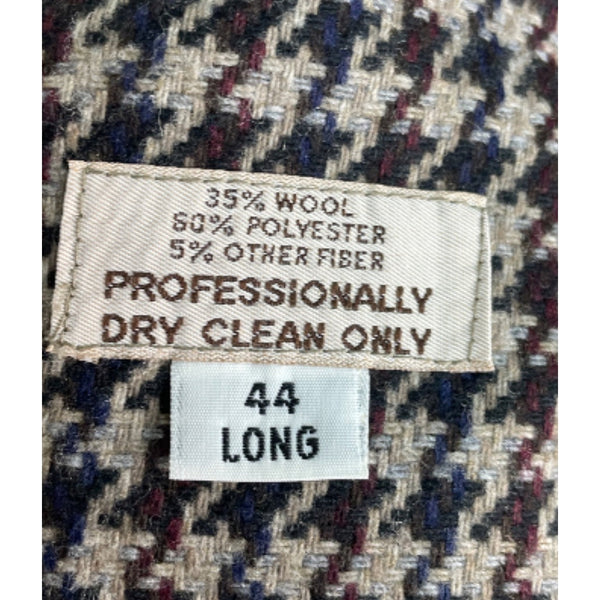 35% WOOL
60% POLYESTER
5% OTHER FIBER
PROFESSIONALLY
DRY CLEAN ONLY
44
LONG